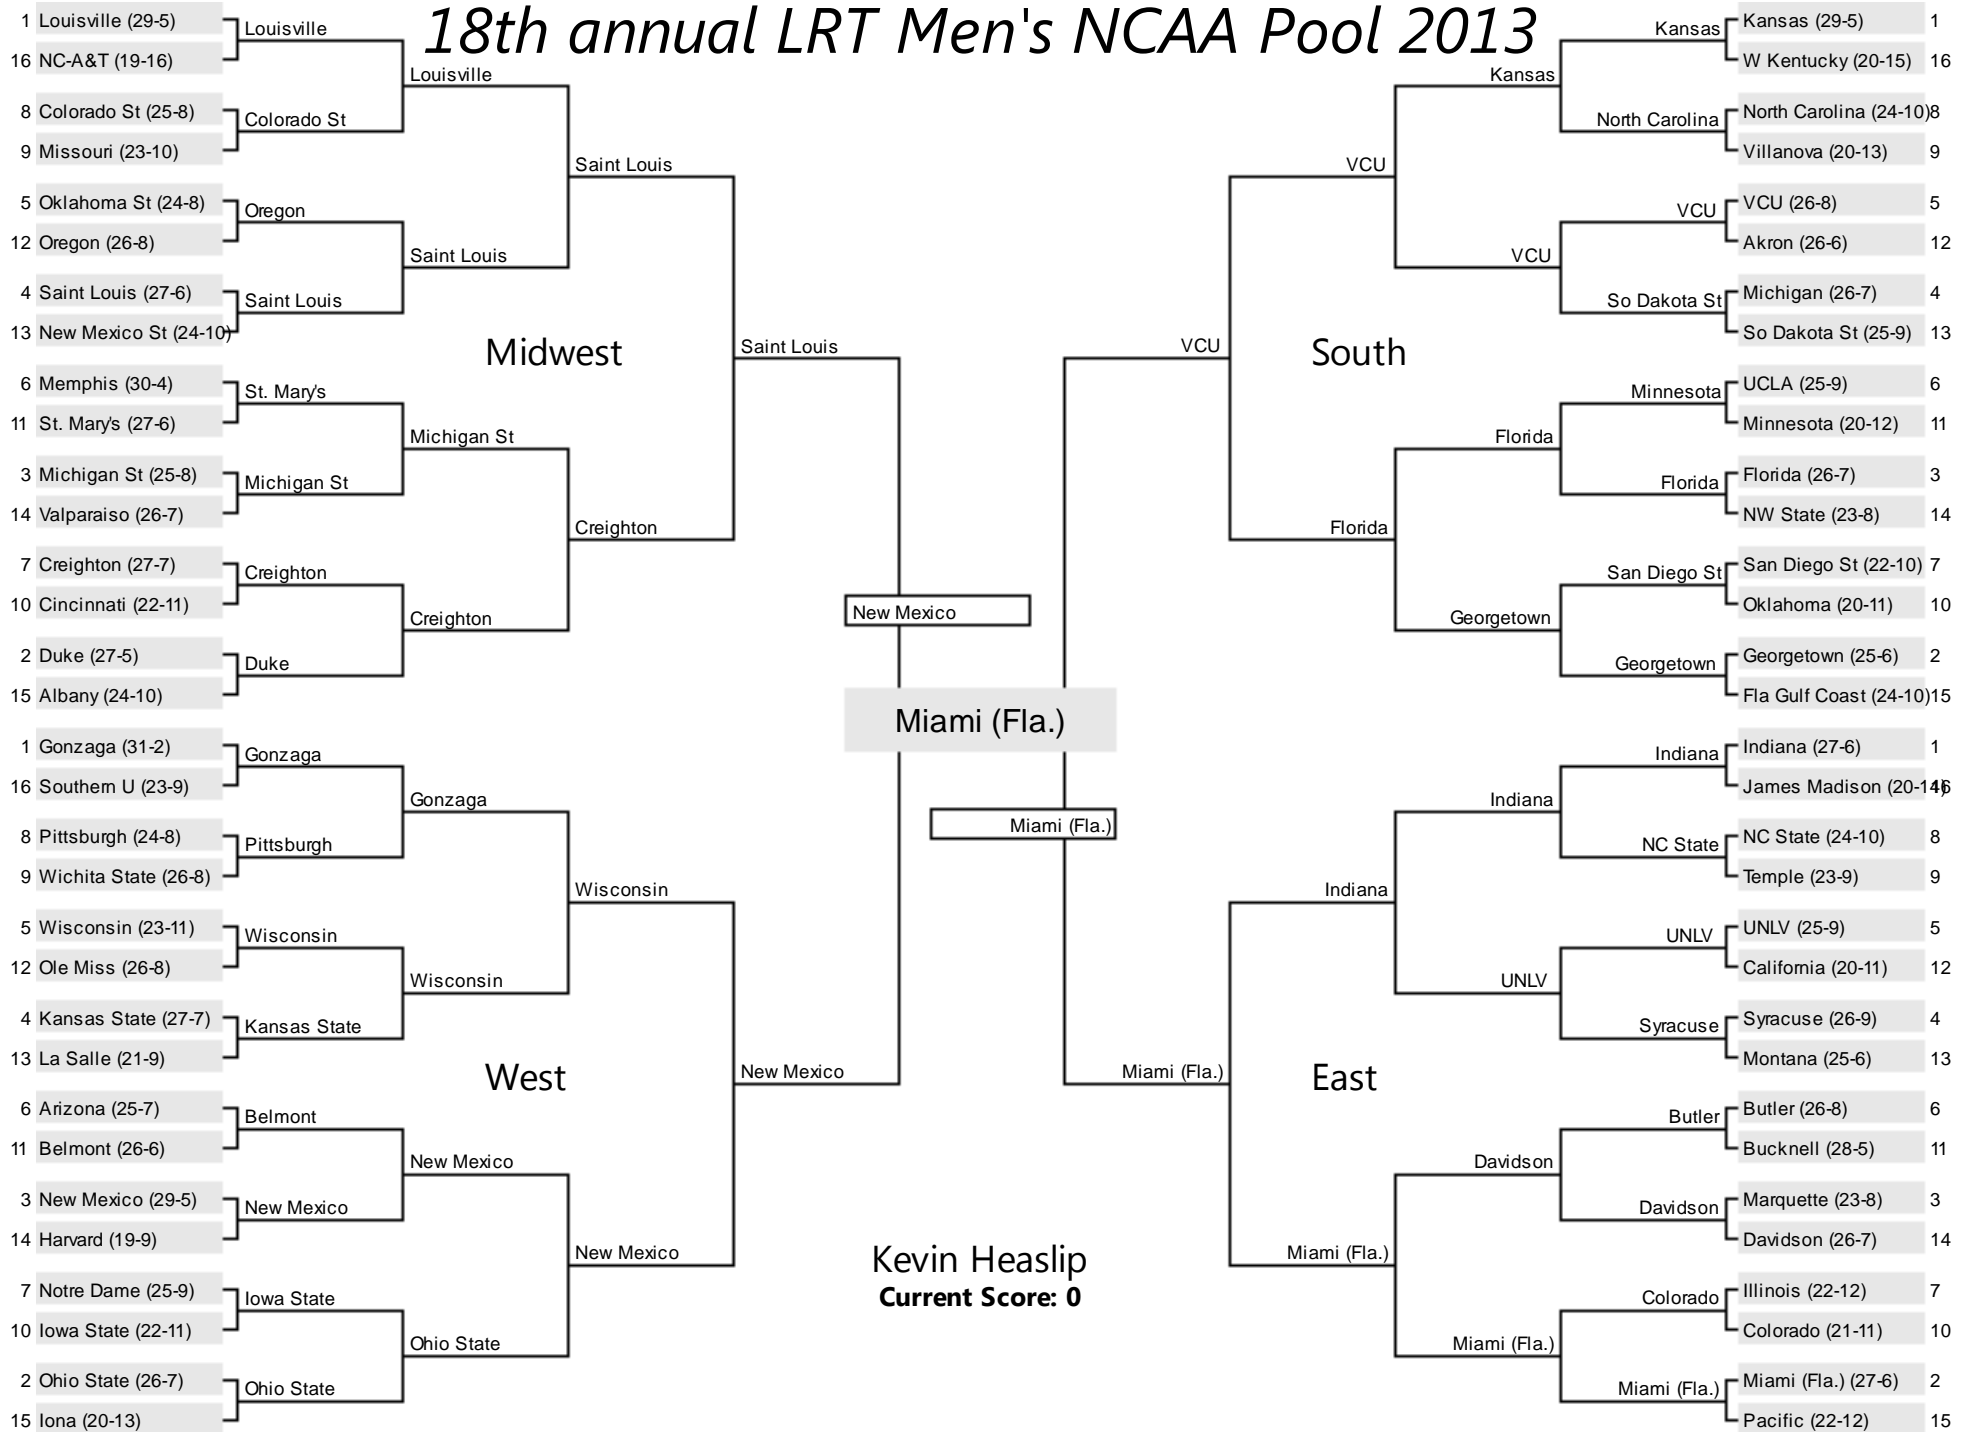 18th annual LRT Men's NCAA Pool 2013
1 Louisville (29-5)
16 NC-A&T (19-16)
8 Colorado St (25-8)
9 Missouri (23-10)
5 Oklahoma St (24-8)
12 Oregon (26-8)
4 Saint Louis (27-6)
13 New Mexico St (24-10)
6 Memphis (30-4)
11 St. Mary's (27-6)
3 Michigan St (25-8)
14 Valparaiso (26-7)
7 Creighton (27-7)
10 Cincinnati (22-11)
2 Duke (27-5)
15 Albany (24-10)
Louisville
Colorado St
Oregon
Saint Louis
St. Mary's
Michigan St
Creighton
Duke
Louisville
Saint Louis
Michigan St
Creighton
Saint Louis
Creighton
Saint Louis
Midwest
1 Gonzaga (31-2)
16 Southern U (23-9)
8 Pittsburgh (24-8)
9 Wichita State (26-8)
5 Wisconsin (23-11)
12 Ole Miss (26-8)
4 Kansas State (27-7)
13 La Salle (21-9)
6 Arizona (25-7)
11 Belmont (26-6)
3 New Mexico (29-5)
14 Harvard (19-9)
7 Notre Dame (25-9)
10 Iowa State (22-11)
2 Ohio State (26-7)
15 Iona (20-13)
Gonzaga
Pittsburgh
Wisconsin
Kansas State
Belmont
New Mexico
Iowa State
Ohio State
Gonzaga
Wisconsin
New Mexico
Ohio State
Wisconsin
New Mexico
New Mexico
West
New Mexico
Miami (Fla.)
Miami (Fla.)
Kevin Heaslip
Current Score: 0
Kansas (29-5) 1
W Kentucky (20-15) 16
North Carolina (24-10) 8
Villanova (20-13) 9
VCU (26-8) 5
Akron (26-6) 12
Michigan (26-7) 4
So Dakota St (25-9) 13
UCLA (25-9) 6
Minnesota (20-12) 11
Florida (26-7) 3
NW State (23-8) 14
San Diego St (22-10) 7
Oklahoma (20-11) 10
Georgetown (25-6) 2
Fla Gulf Coast (24-10) 15
Kansas
North Carolina
VCU
So Dakota St
Minnesota
Florida
San Diego St
Georgetown
Kansas
VCU
Florida
Georgetown
VCU
Florida
VCU
South
Indiana (27-6) 1
James Madison (20-14) 16
NC State (24-10) 8
Temple (23-9) 9
UNLV (25-9) 5
California (20-11) 12
Syracuse (26-9) 4
Montana (25-6) 13
Butler (26-8) 6
Bucknell (28-5) 11
Marquette (23-8) 3
Davidson (26-7) 14
Illinois (22-12) 7
Colorado (21-11) 10
Miami (Fla.) (27-6) 2
Pacific (22-12) 15
Indiana
NC State
UNLV
Syracuse
Butler
Davidson
Colorado
Miami (Fla.)
Indiana
UNLV
Davidson
Miami (Fla.)
Indiana
Miami (Fla.)
Miami (Fla.)
East